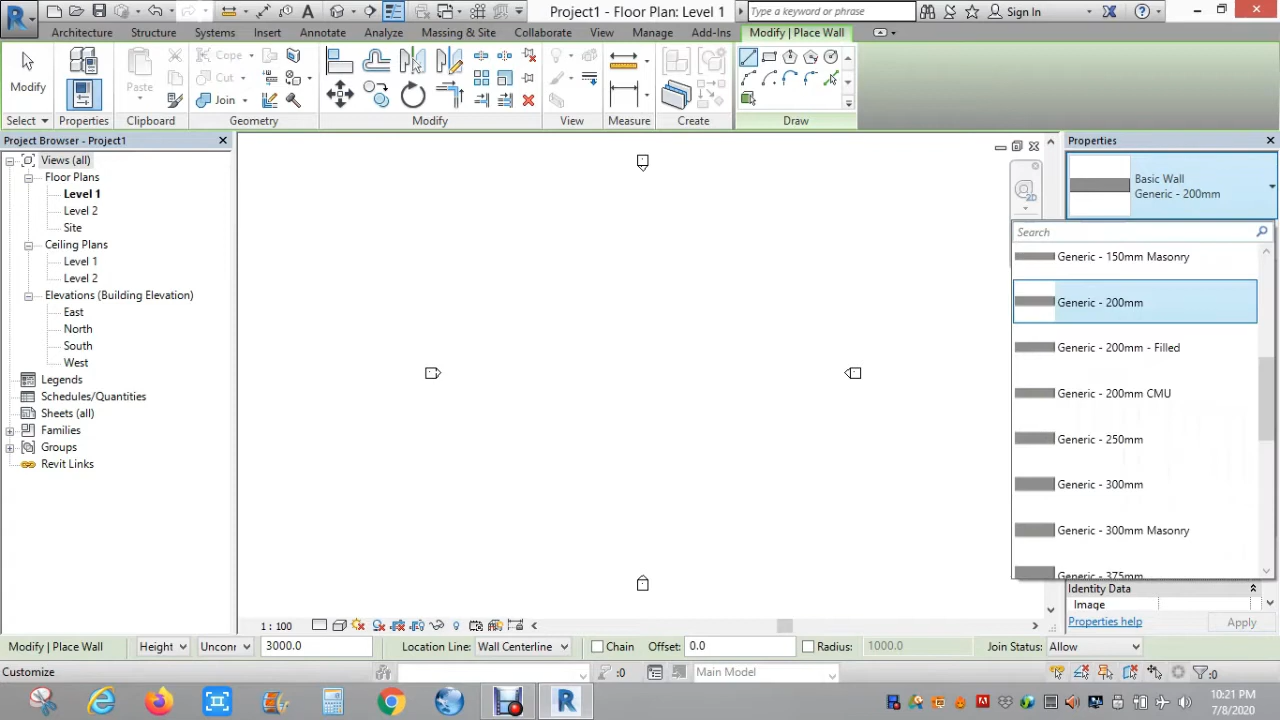 Project1 - Floor Plan: Level 1
Type a keyword or phrase
Sign In
Architecture
Structure
Systems
Insert
Annotate
Analyze
Massing & Site
Collaborate
View
Manage
Add-Ins
Modify | Place Wall
Modify
Paste
Cope
Cut
Join
Select
Properties
Clipboard
Geometry
Modify
View
Measure
Create
Draw
Project Browser - Project1
Views (all)
Floor Plans
Level 1
Level 2
Site
Ceiling Plans
Level 1
Level 2
Elevations (Building Elevation)
East
North
South
West
Legends
Schedules/Quantities
Sheets (all)
Families
Groups
Revit Links
2D
Properties
Basic Wall
Generic - 200mm
Search
Generic - 150mm Masonry
Generic - 200mm
Generic - 200mm - Filled
Generic - 200mm CMU
Generic - 250mm
Generic - 300mm
Generic - 300mm Masonry
Generic - 375mm
Identity Data
Image
Properties help
Apply
1 : 100
Modify | Place Wall
Height
Uncon
3000.0
Location Line:
Wall Centerline
Chain
Offset:
0.0
Radius:
1000.0
Join Status:
Allow
Customize
:0
Main Model
:0
10:21 PM
7/8/2020